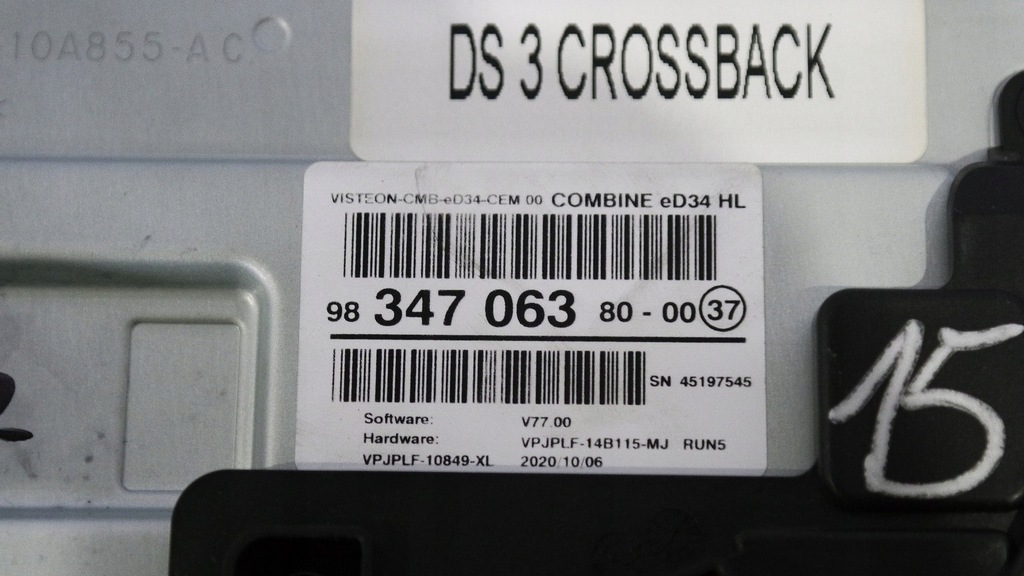 -10A855-AC
DS 3 CROSSBACK
VISTEON-CMB-eD34-CEM 00 COMBINE eD34 HL
98 347 063 80 - 00 37
SN 45197545
Software: V77.00
Hardware: VPJPLF-14B115-MJ RUN5
VPJPLF-10849-XL 2020/10/06
15